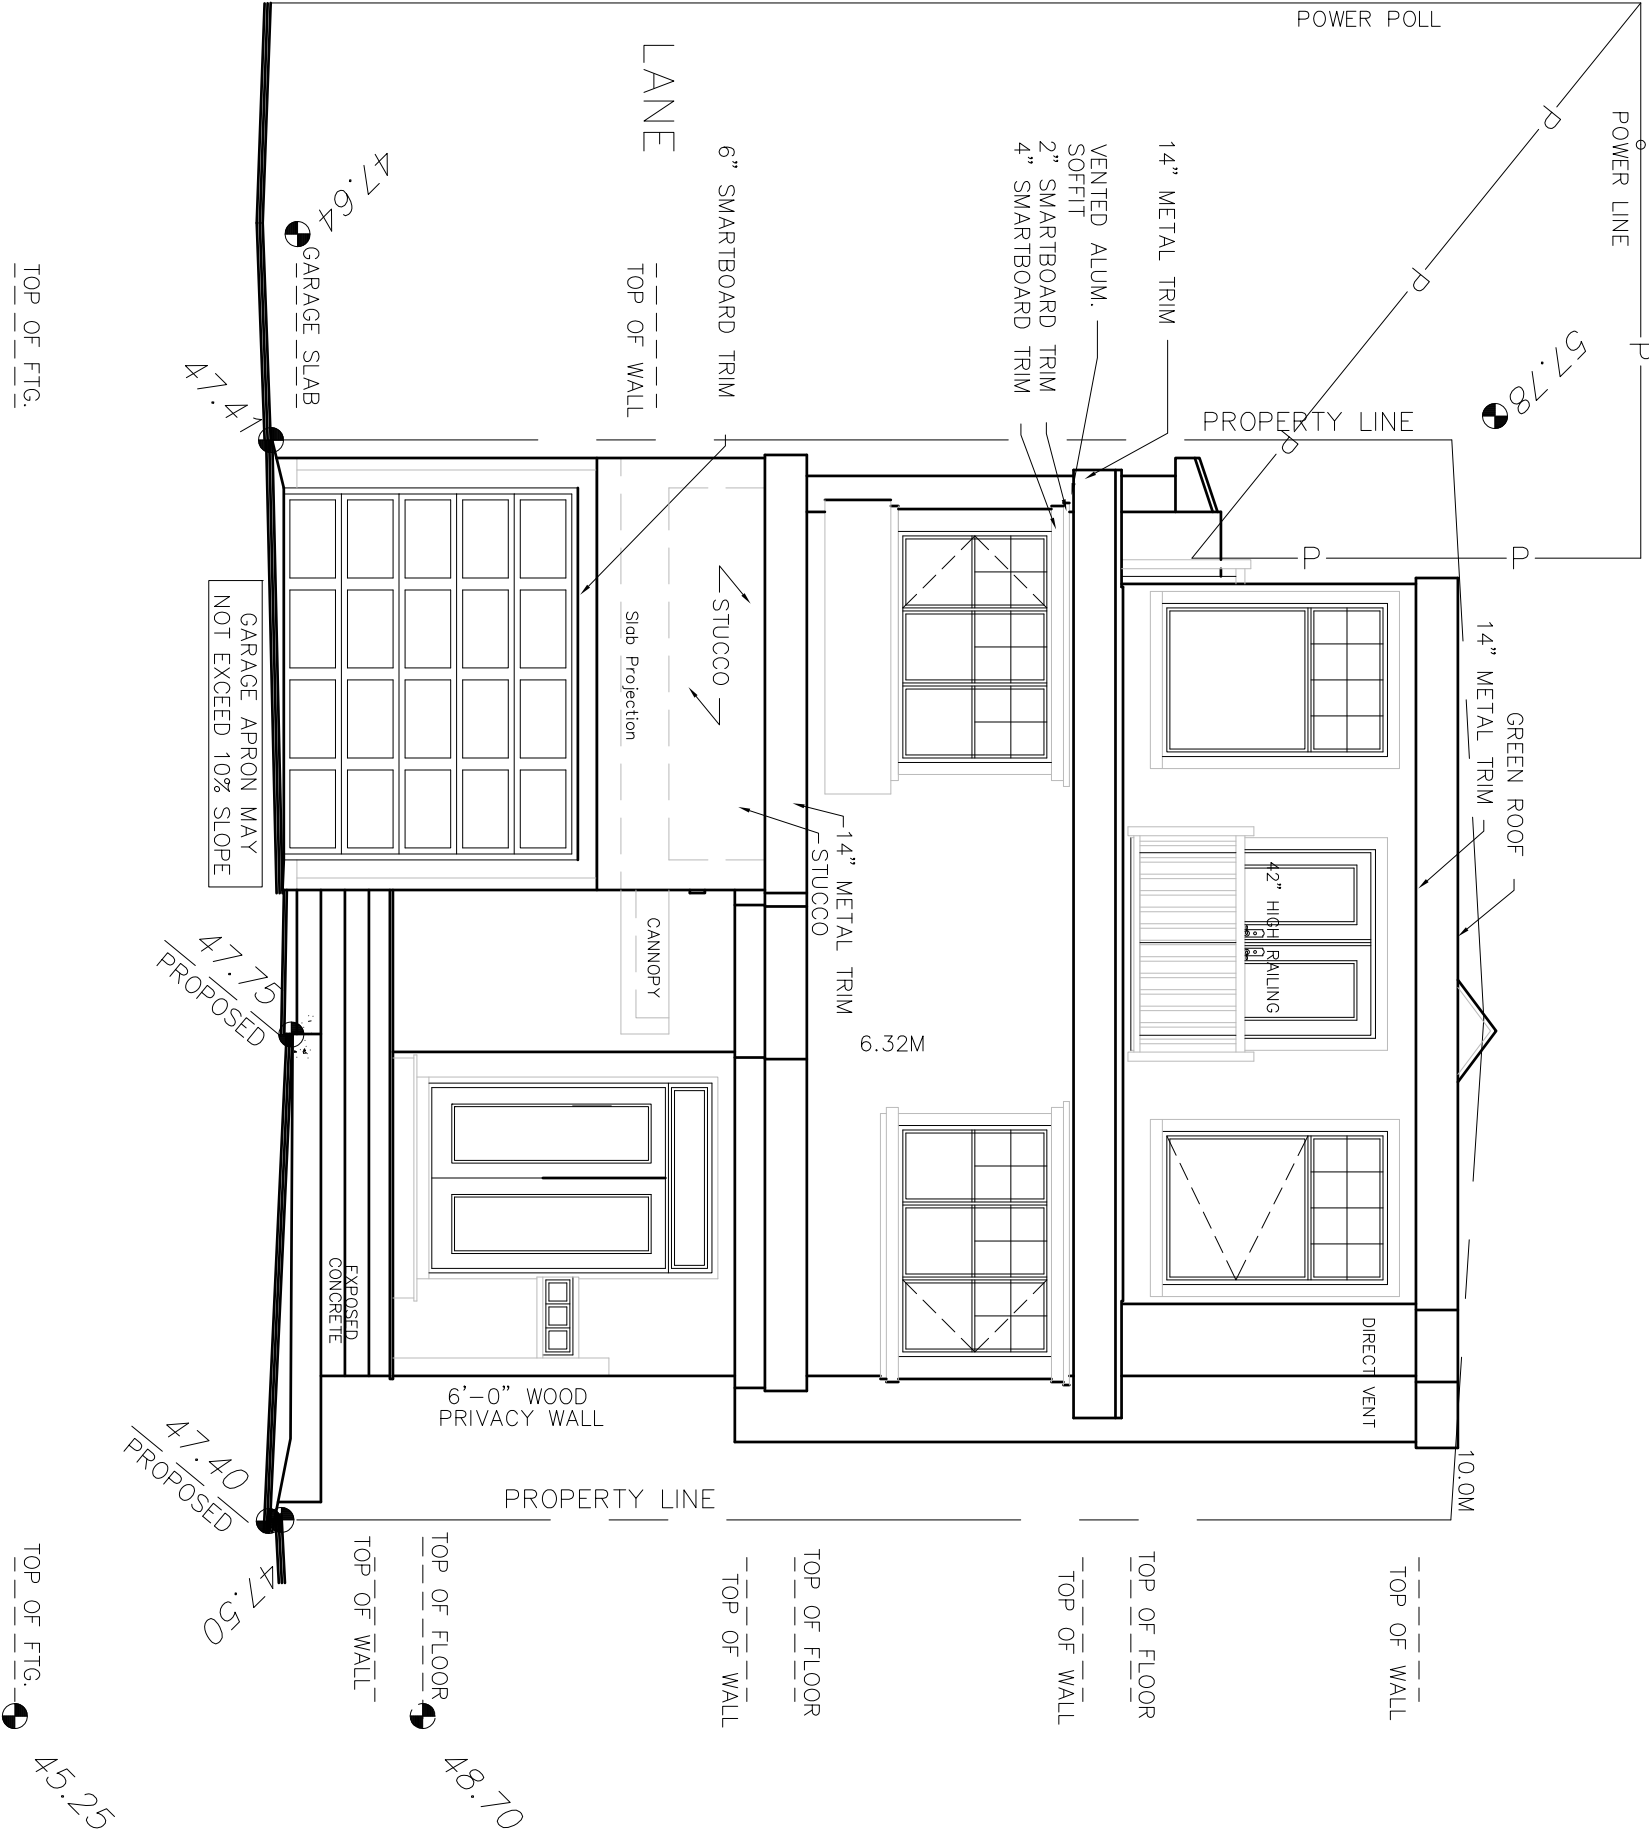 POWER POLL
POWER LINE
P
P
P
P
P
P
57.78
PROPERTY LINE
GREEN ROOF
14" METAL TRIM
10.0M
TOP OF WALL
DIRECT VENT
42" HIGH RAILING
14" METAL TRIM
VENTED ALUM.
SOFFIT
2" SMARTBOARD TRIM
4" SMARTBOARD TRIM
TOP OF FLOOR
TOP OF WALL
6.32M
14" METAL TRIM
STUCCO
TOP OF FLOOR
TOP OF WALL
6" SMARTBOARD TRIM
STUCCO
LANE
TOP OF WALL
Slab Projection
CANNOPY
PROPERTY LINE
6'-0" WOOD
PRIVACY WALL
EXPOSED
CONCRETE
TOP OF FLOOR
48.70
TOP OF WALL
47.64
GARAGE SLAB
47.41
GARAGE APRON MAY
NOT EXCEED 10% SLOPE
47.75
PROPOSED
47.40
PROPOSED
47.50
TOP OF FTG.
TOP OF FTG.
45.25